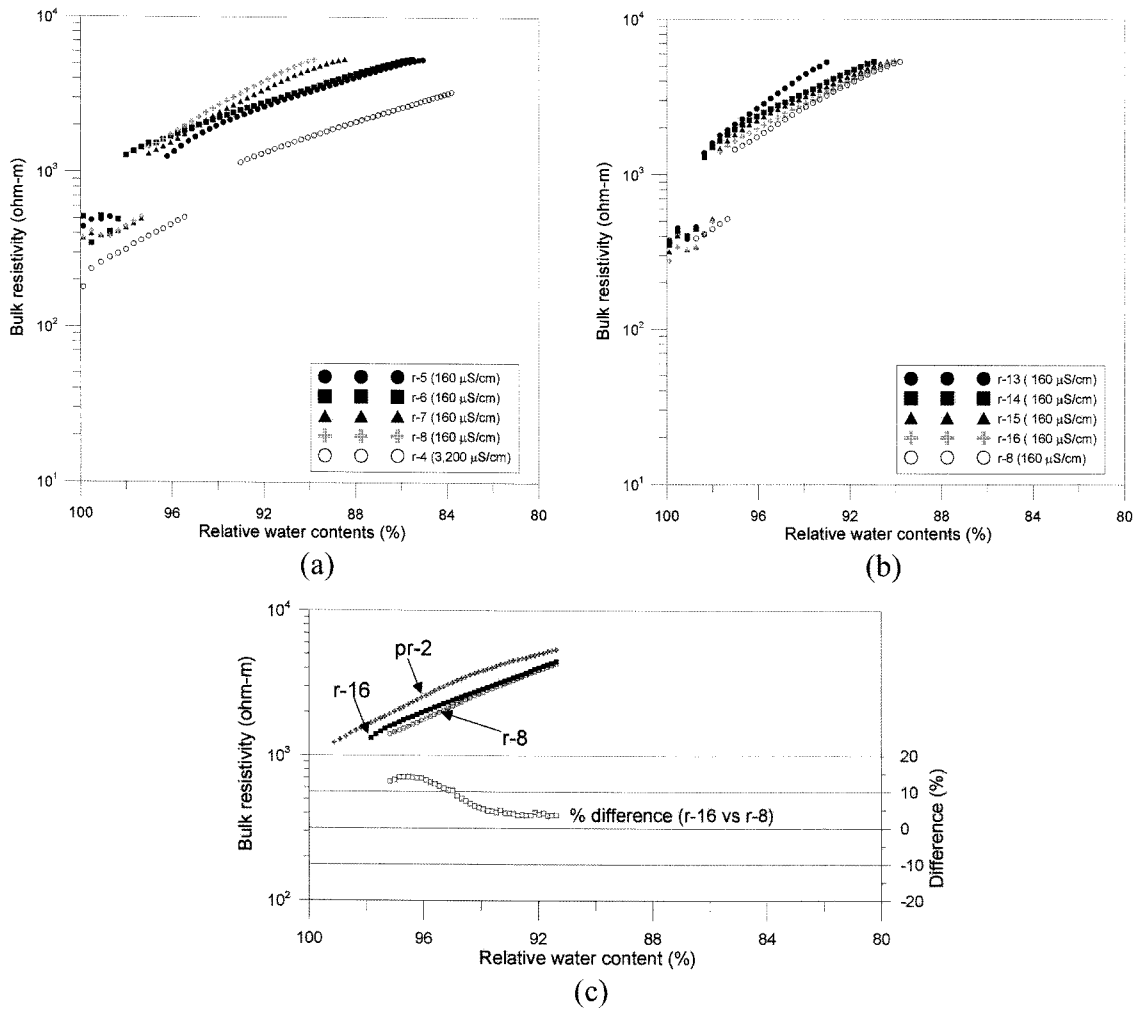 10⁴
10³
10²
10¹
Bulk resistivity (ohm-m)
r-5 (160 µS/cm)
r-6 (160 µS/cm)
r-7 (160 µS/cm)
r-8 (160 µS/cm)
r-4 (3,200 µS/cm)
100 96 92 88 84 80
Relative water contents (%)
(a)
10⁴
10³
10²
10¹
Bulk resistivity (ohm-m)
r-13 ( 160 µS/cm)
r-14 ( 160 µS/cm)
r-15 ( 160 µS/cm)
r-16 ( 160 µS/cm)
r-8 (160 µS/cm)
100 96 92 88 84 80
Relative water contents (%)
(b)
10⁴
10³
10²
Bulk resistivity (ohm-m)
pr-2
r-16
r-8
% difference (r-16 vs r-8)
20
10
0
-10
-20
Difference (%)
100 96 92 88 84 80
Relative water content (%)
(c)